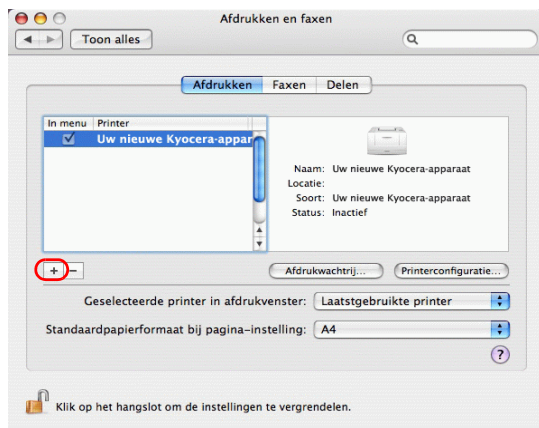 Afdrukken en faxen
Toon alles
Afdrukken Faxen Delen
In menu Printer
Uw nieuwe Kyocera-appar
Naam: Uw nieuwe Kyocera-apparaat
Locatie:
Soort: Uw nieuwe Kyocera-apparaat
Status: Inactief
+ −
Afdrukwachtrij... Printerconfiguratie...
Geselecteerde printer in afdrukvenster: Laatstgebruikte printer
Standaardpapierformaat bij pagina-instelling: A4
?
Klik op het hangslot om de instellingen te vergrendelen.